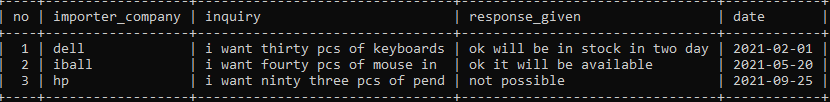 no | importer_company | inquiry | response_given | date
1 | dell | i want thirty pcs of keyboards | ok will be in stock in two day | 2021-02-01
2 | iball | i want fourty pcs of mouse in | ok it will be available | 2021-05-20
3 | hp | i want ninty three pcs of pend | not possible | 2021-09-25